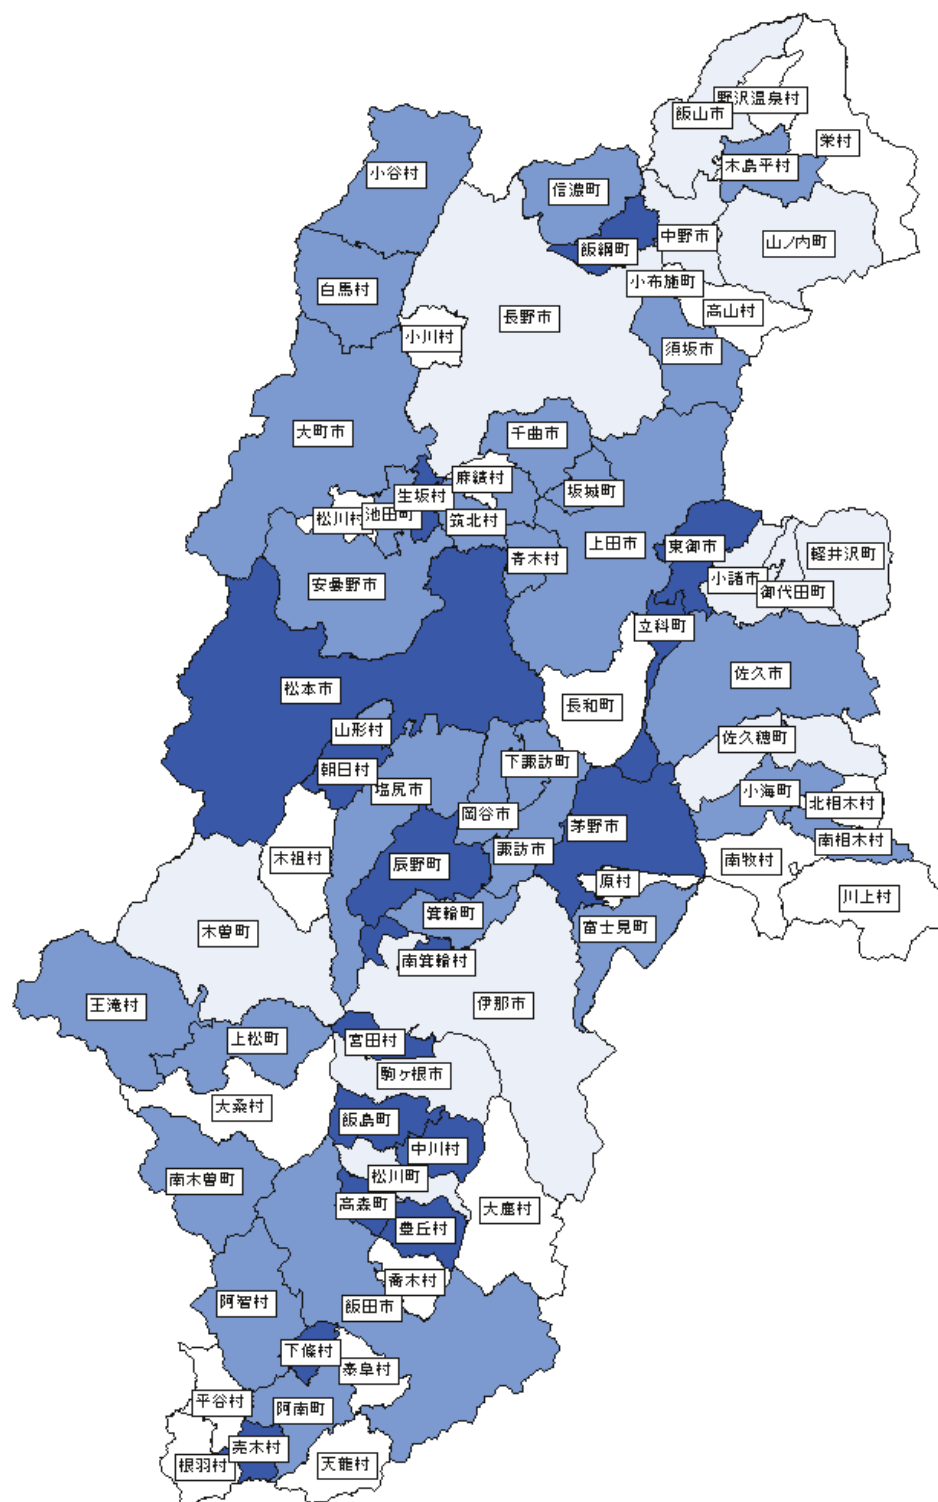 野沢温泉村
飯山市
栄村
木島平村
小谷村
信濃町
中野市
山ノ内町
飯綱町
小布施町
白馬村
高山村
長野市
小川村
須坂市
大町市
千曲市
麻績村
生坂村
坂城町
池田町
松川村
筑北村
上田市
東御市
軽井沢町
青木村
小諸市
安曇野市
御代田町
立科町
佐久市
松本市
長和町
山形村
佐久穂町
下諏訪町
朝日村
塩尻市
小海町
北相木村
岡谷市
茅野市
南相木村
諏訪市
木祖村
辰野町
南牧村
原村
川上村
箕輪町
富士見町
木曽町
南箕輪村
伊那市
王滝村
上松町
宮田村
駒ヶ根市
大桑村
飯島町
中川村
南木曽町
松川町
高森町
大鹿村
豊丘村
喬木村
阿智村
飯田市
下條村
泰阜村
平谷村
阿南町
売木村
天龍村
根羽村